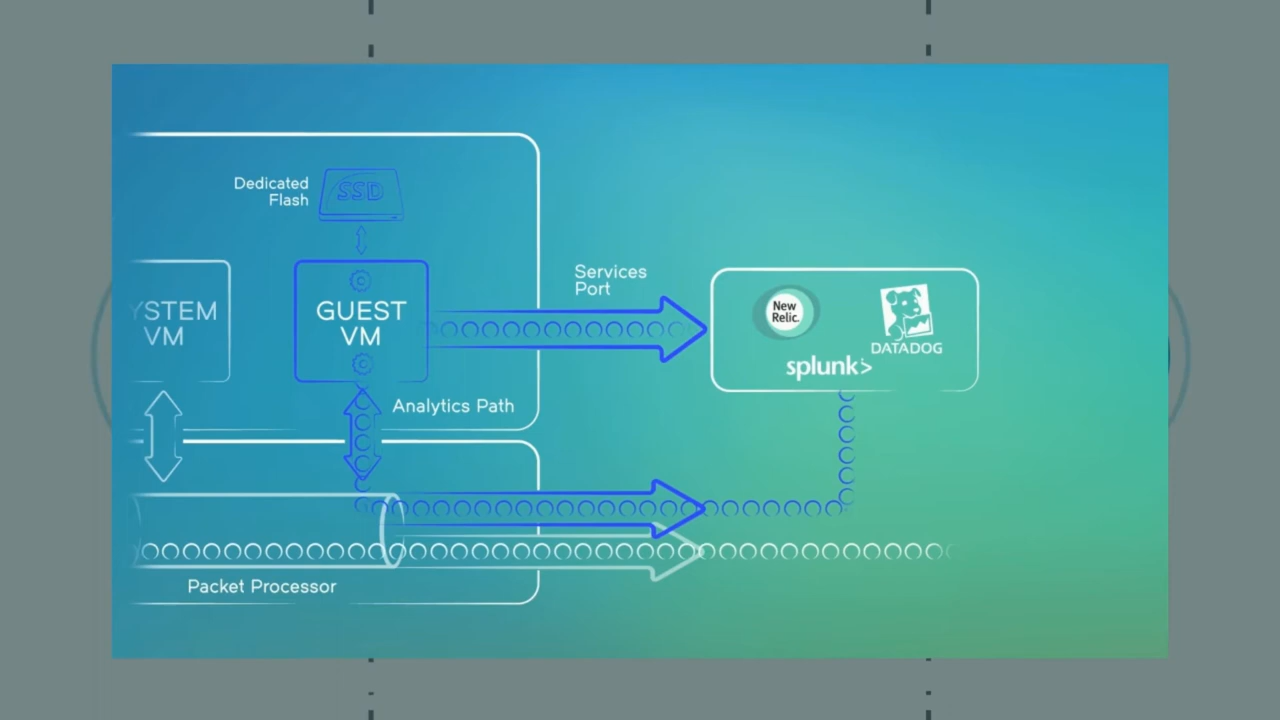 Dedicated
Flash
SSD
YSTEM
VM
GUEST
VM
Services
Port
New
Relic.
DATADOG
splunk>
Analytics Path
Packet Processor